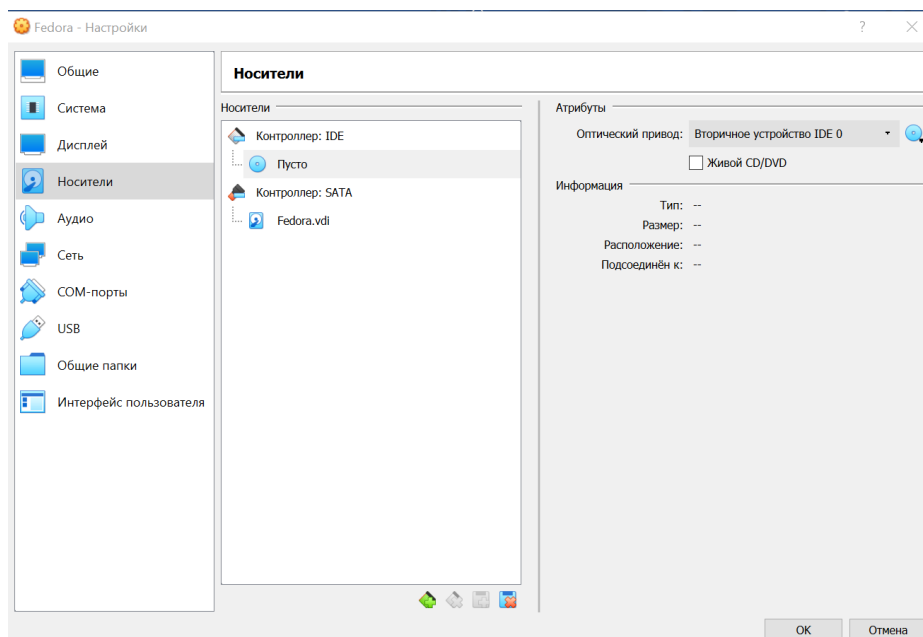 Fedora - Настройки
?
Общие
Система
Дисплей
Носители
Аудио
Сеть
COM-порты
USB
Общие папки
Интерфейс пользователя
Носители
Носители
Контроллер: IDE
Пусто
Контроллер: SATA
Fedora.vdi
Атрибуты
Оптический привод: Вторичное устройство IDE 0
Живой CD/DVD
Информация
Тип: --
Размер: --
Расположение: --
Подсоединён к: --
OK
Отмена